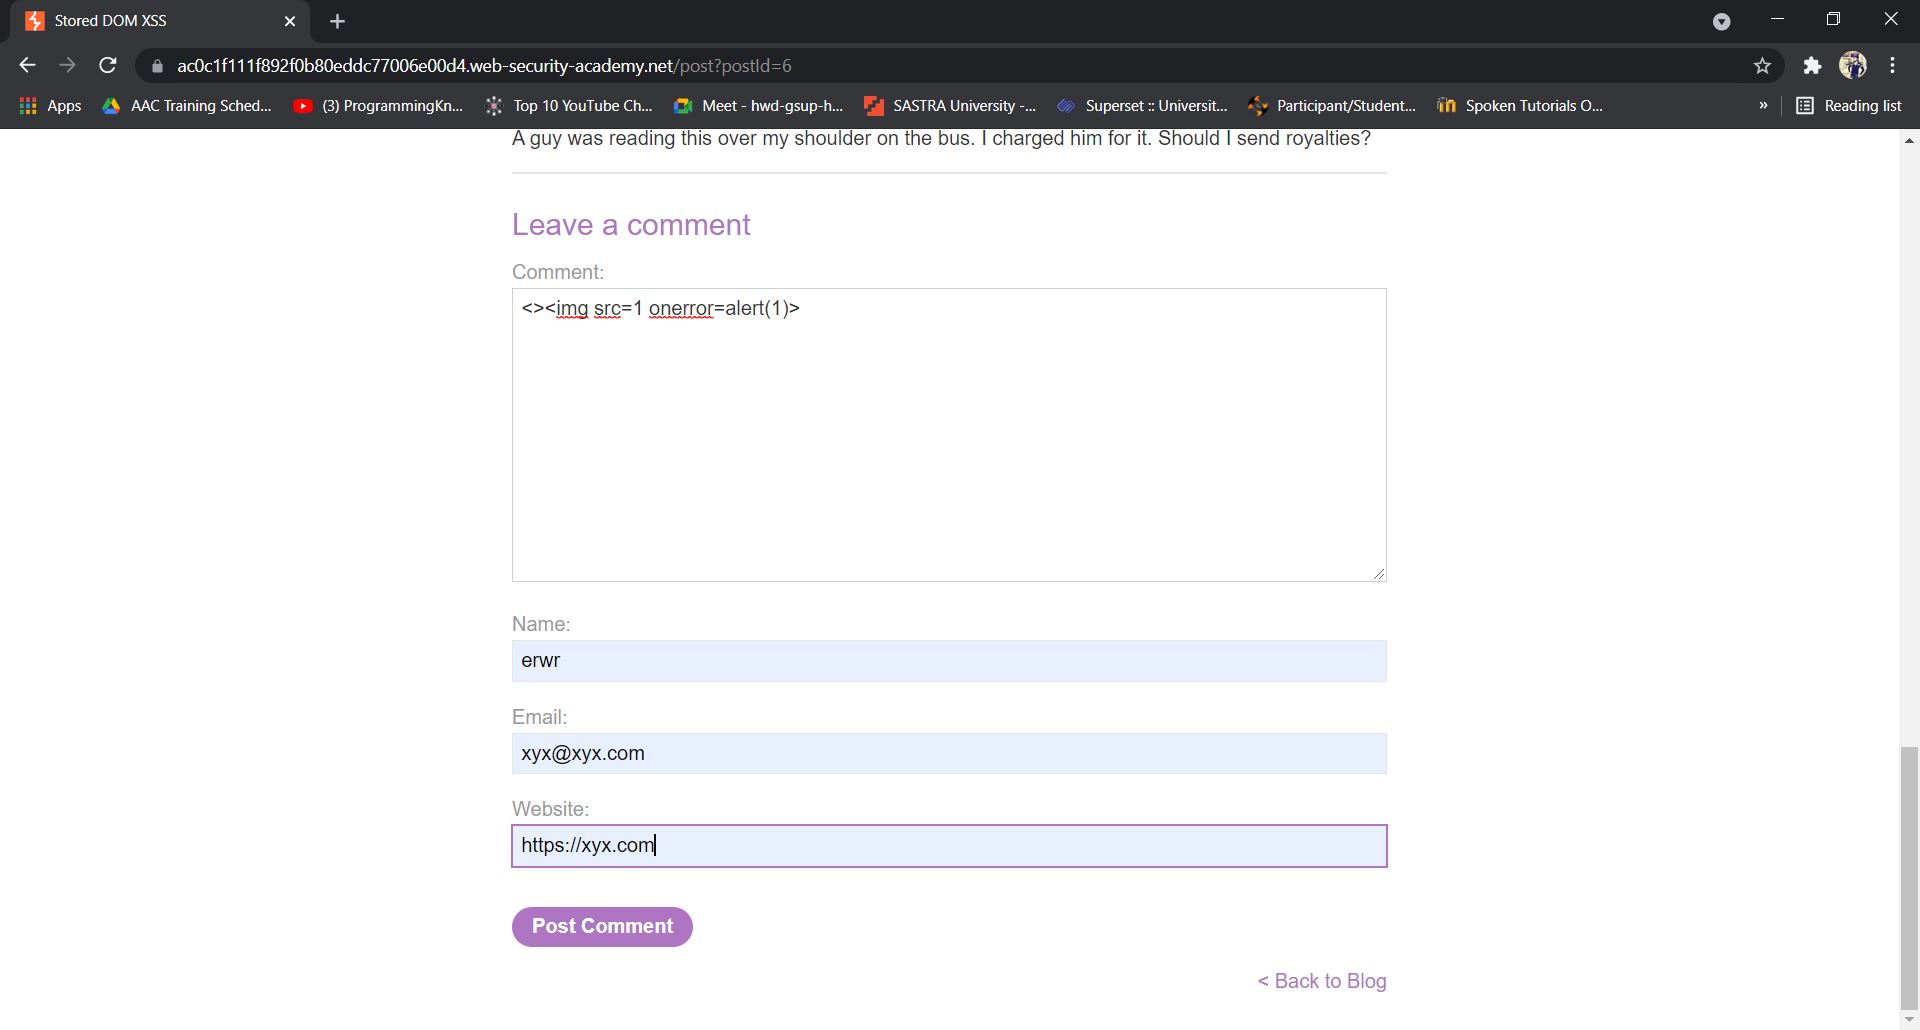 Stored DOM XSS
ac0c1f111f892f0b80eddc77006e00d4.web-security-academy.net/post?postId=6
Apps AAC Training Sched... (3) ProgrammingKn... Top 10 YouTube Ch... Meet - hwd-gsup-h... SASTRA University -... Superset :: Universit... Participant/Student... Spoken Tutorials O... » Reading list
A guy was reading this over my shoulder on the bus. I charged him for it. Should I send royalties?
Leave a comment
Comment:
<><img src=1 onerror=alert(1)>
Name:
erwr
Email:
xyx@xyx.com
Website:
https://xyx.com
Post Comment
< Back to Blog